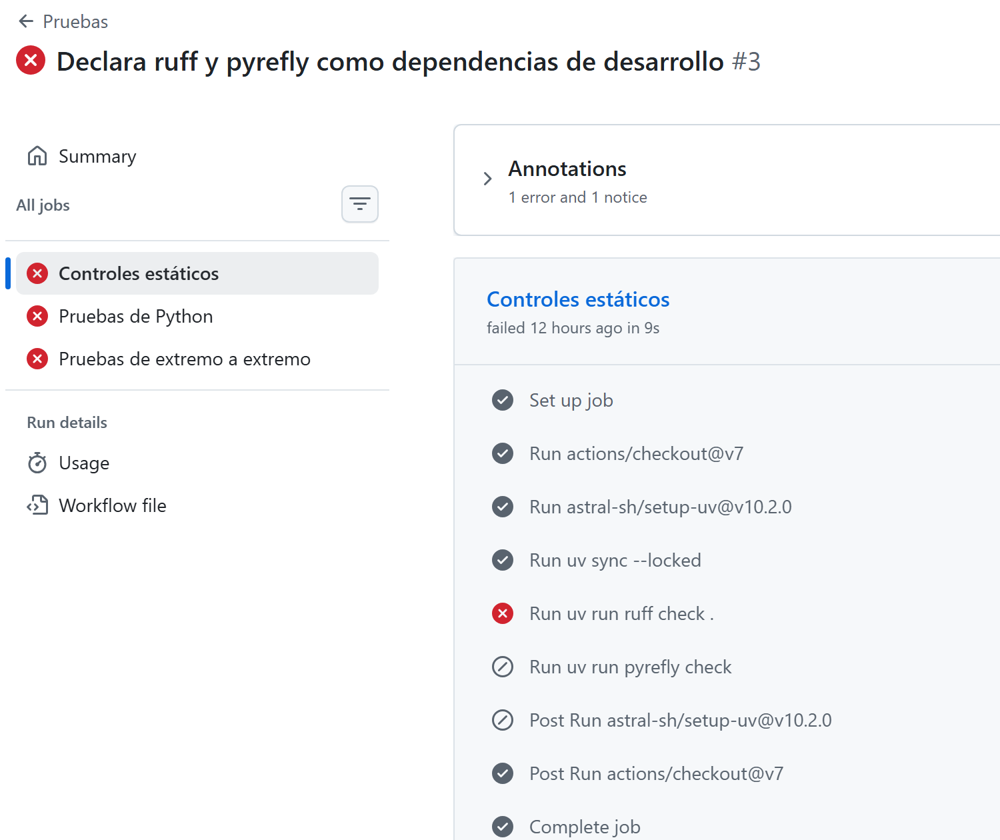 Pruebas
Declara ruff y pyrefly como dependencias de desarrollo #3
Summary
All jobs
Controles estáticos
Pruebas de Python
Pruebas de extremo a extremo
Run details
Usage
Workflow file
Annotations
1 error and 1 notice
Controles estáticos
failed 12 hours ago in 9s
Set up job
Run actions/checkout@v7
Run astral-sh/setup-uv@v10.2.0
Run uv sync --locked
Run uv run ruff check .
Run uv run pyrefly check
Post Run astral-sh/setup-uv@v10.2.0
Post Run actions/checkout@v7
Complete job